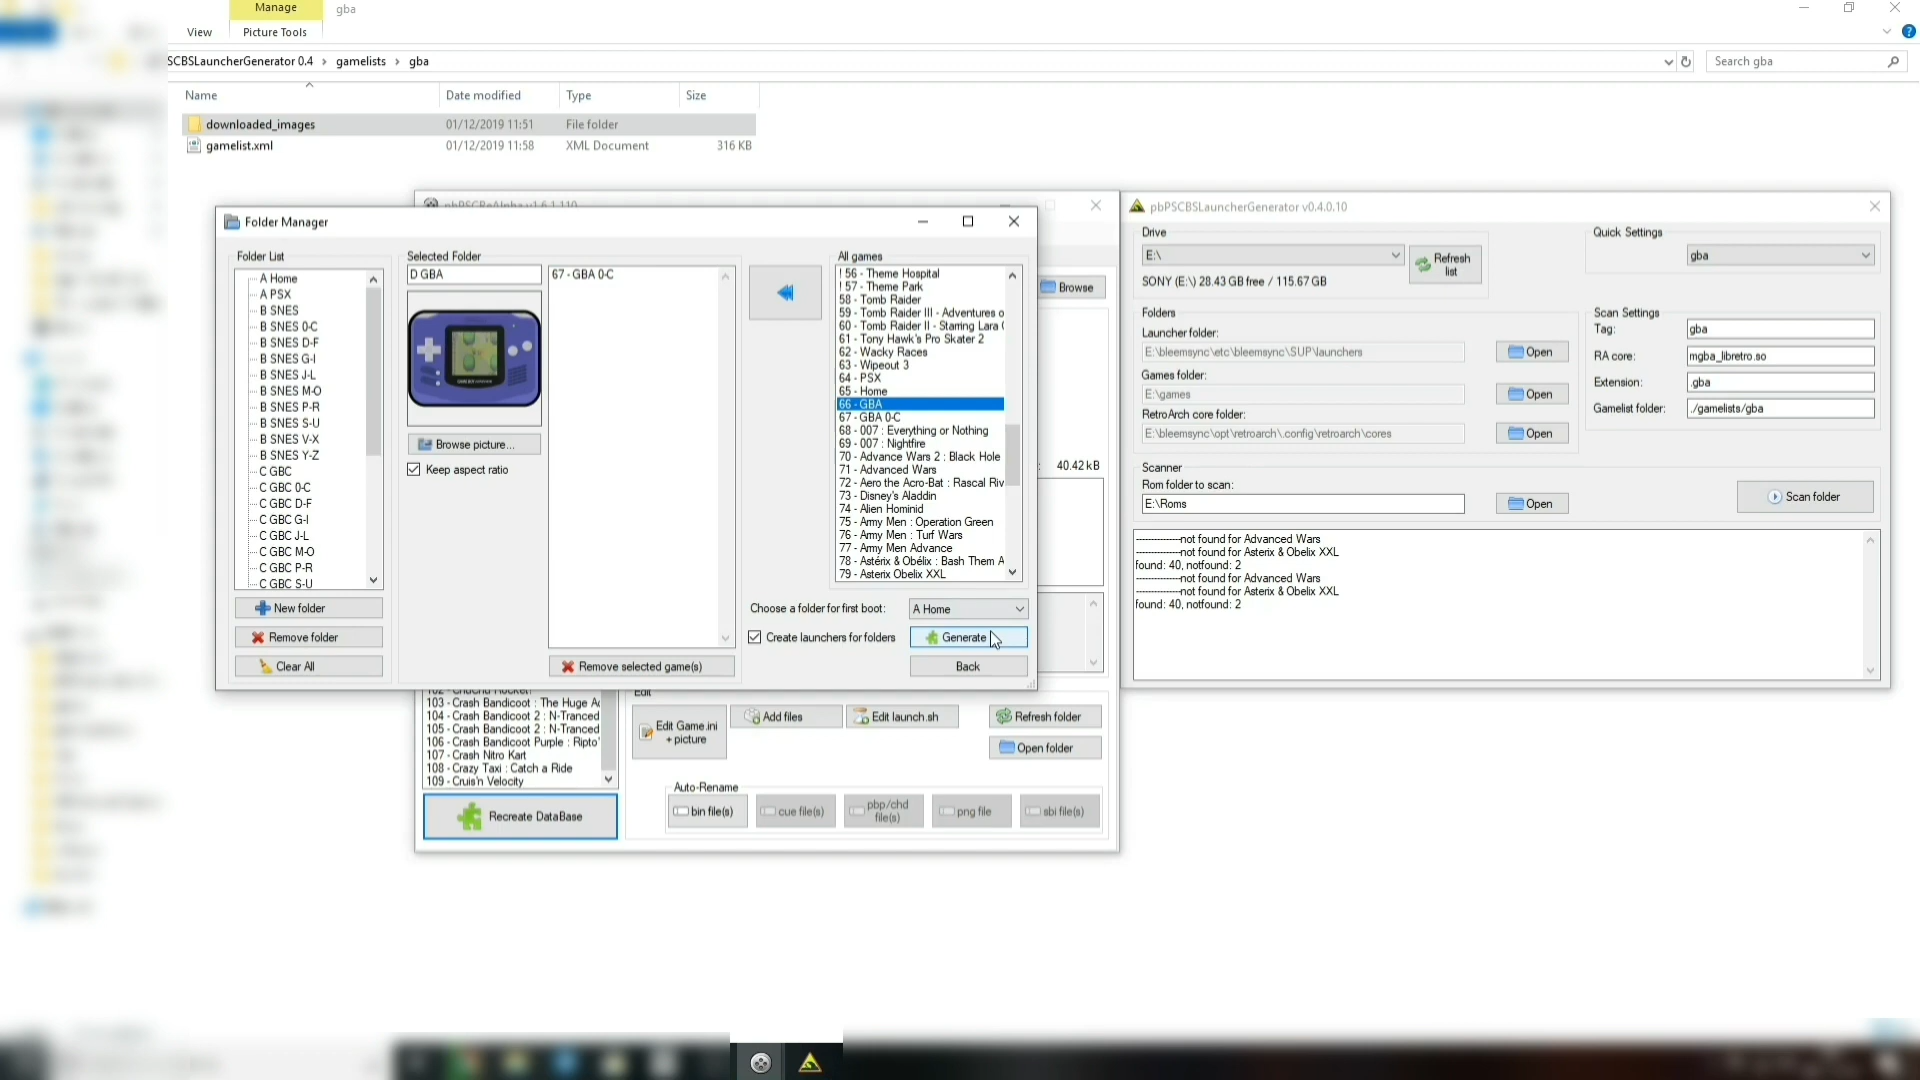 Manage
gba
View
Picture Tools
SCBSLauncherGenerator 0.4 › gamelists › gba
Search gba
Name
Date modified
Type
Size
downloaded_images
01/12/2019 11:51
File folder
gamelist.xml
01/12/2019 11:58
XML Document
316 KB
Folder Manager
Folder List
A Home
A PSX
B SNES
B SNES 0-C
B SNES D-F
B SNES G-I
B SNES J-L
B SNES M-O
B SNES P-R
B SNES S-U
B SNES V-X
B SNES Y-Z
C GBC
C GBC 0-C
C GBC D-F
C GBC G-I
C GBC J-L
C GBC M-O
C GBC P-R
C GBC S-U
New folder
Remove folder
Clear All
Selected Folder
D GBA
Browse picture...
Keep aspect ratio
67 - GBA 0-C
Remove selected game(s)
All games
! 56 - Theme Hospital
! 57 - Theme Park
58 - Tomb Raider
59 - Tomb Raider III - Adventures o
60 - Tomb Raider II - Starring Lara
61 - Tony Hawk's Pro Skater 2
62 - Wacky Races
63 - Wipeout 3
64 - PSX
65 - Home
66 - GBA
67 - GBA 0-C
68 - 007 : Everything or Nothing
69 - 007 : Nightfire
70 - Advance Wars 2 : Black Hole
71 - Advanced Wars
72 - Aero the Acro-Bat : Rascal Riv
73 - Disney's Aladdin
74 - Alien Hominid
75 - Army Men : Operation Green
76 - Army Men : Turf Wars
77 - Army Men Advance
78 - Astérix & Obélix : Bash Them A
79 - Asterix Obelix XXL
Choose a folder for first boot:
A Home
Create launchers for folders
Generate
Back
Browse
40.42 kB
103 - Crash Bandicoot : The Huge Ad
104 - Crash Bandicoot 2 : N-Tranced
105 - Crash Bandicoot 2 : N-Tranced
106 - Crash Bandicoot Purple : Ripto'
107 - Crash Nitro Kart
108 - Crazy Taxi : Catch a Ride
109 - Cruis'n Velocity
Recreate DataBase
Edit
Edit Game.ini
+ picture
Add files
Edit launch.sh
Refresh folder
Open folder
Auto-Rename
bin file(s)
cue file(s)
pbp/chd
file(s)
png file
sbi file(s)
pbPSCBSLauncherGenerator v0.4.0.10
Drive
E:\
Refresh
list
SONY (E:\) 28.43 GB free / 115.67GB
Quick Settings
gba
Folders
Launcher folder:
E:\bleemsync\etc\bleemsync\SUP\launchers
Open
Games folder:
E:\games
Open
RetroArch core folder:
E:\bleemsync\opt\retroarch\.config\retroarch\cores
Open
Scan Settings
Tag:
gba
RA core:
mgba_libretro.so
Extension:
.gba
Gamelist folder:
./gamelists/gba
Scanner
Rom folder to scan:
E:\Roms
Open
Scan folder
---------------not found for Advanced Wars
---------------not found for Asterix & Obelix XXL
found: 40, notfound: 2
---------------not found for Advanced Wars
---------------not found for Asterix & Obelix XXL
found: 40, notfound: 2